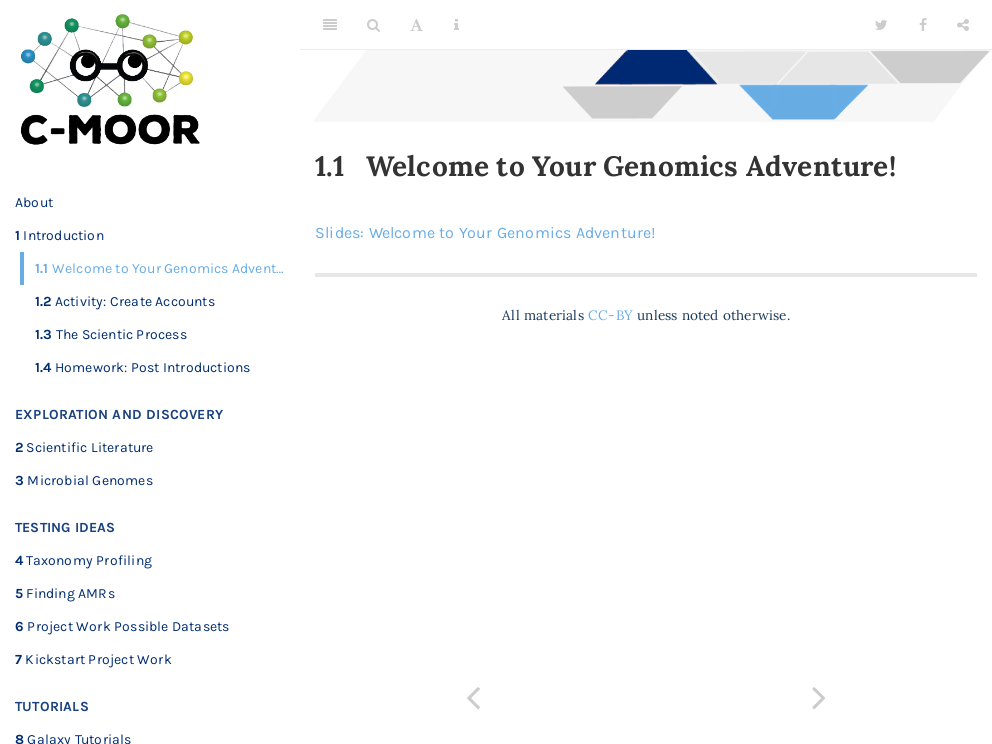 C-MOOR
About
1 Introduction
1.1 Welcome to Your Genomics Advent…
1.2 Activity: Create Accounts
1.3 The Scientic Process
1.4 Homework: Post Introductions
EXPLORATION AND DISCOVERY
2 Scientific Literature
3 Microbial Genomes
TESTING IDEAS
4 Taxonomy Profiling
5 Finding AMRs
6 Project Work Possible Datasets
7 Kickstart Project Work
TUTORIALS
8 Galaxy Tutorials
A
1.1 Welcome to Your Genomics Adventure!
Slides: Welcome to Your Genomics Adventure!
All materials CC-BY unless noted otherwise.